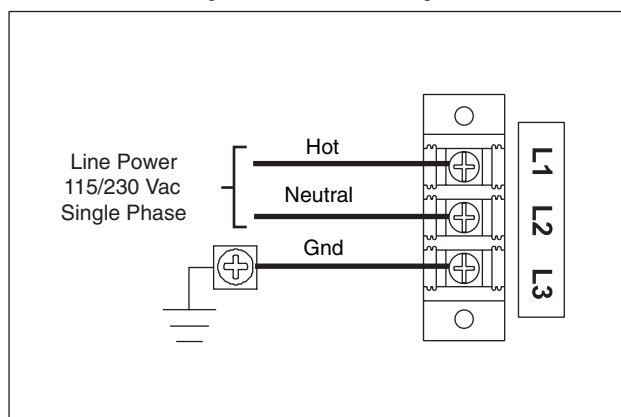 Hot
Line Power
115/230 Vac
Single Phase
Neutral
Gnd
L1
L2
L3